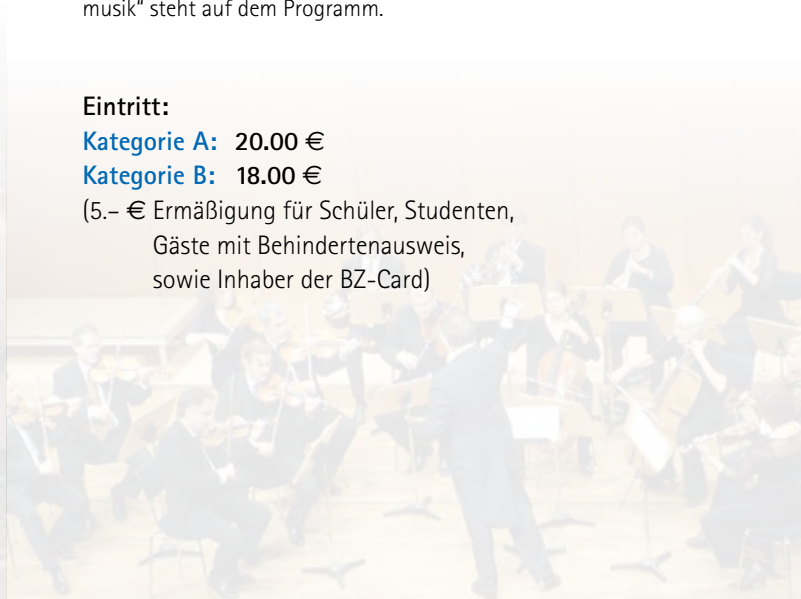 musik" steht auf dem Programm.
Eintritt:
Kategorie A: 20.00 €
Kategorie B: 18.00 €
(5.– € Ermäßigung für Schüler, Studenten,
Gäste mit Behindertenausweis,
sowie Inhaber der BZ-Card)